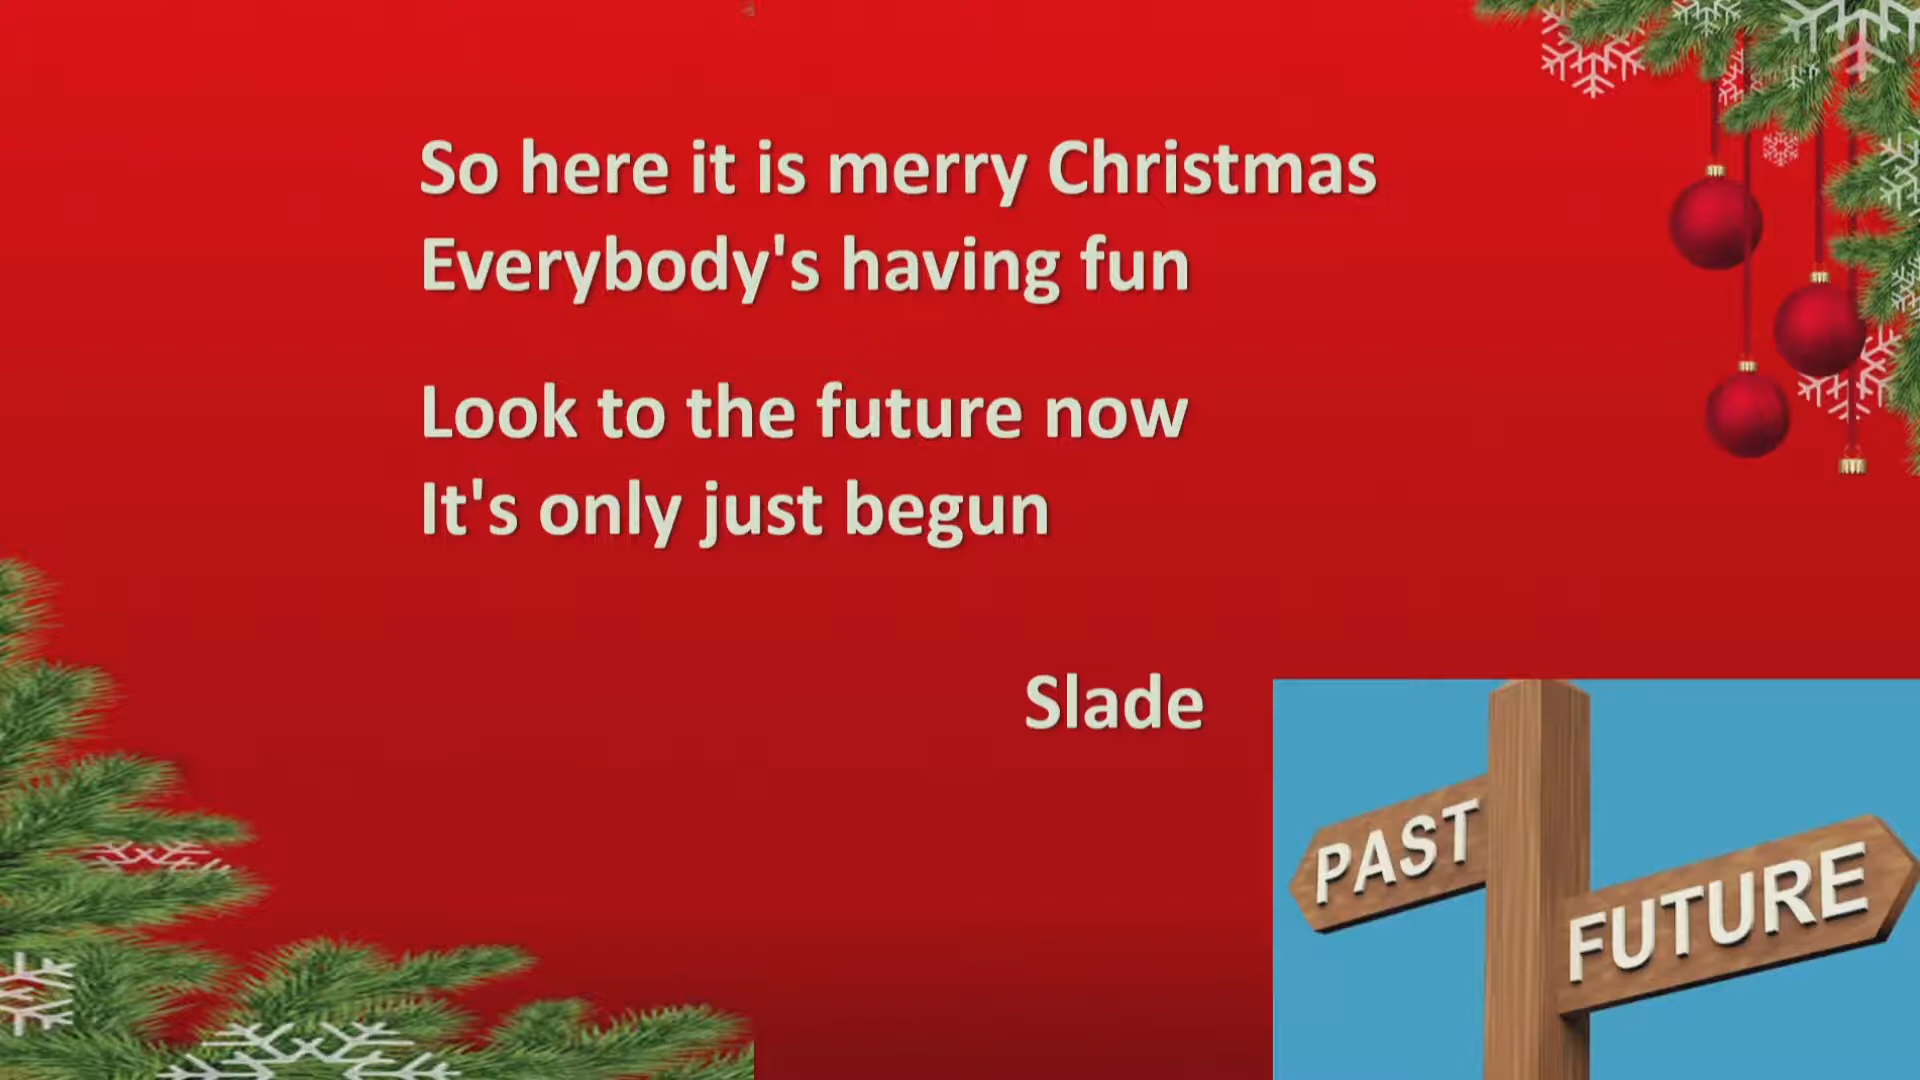 So here it is merry Christmas
Everybody's having fun
Look to the future now
It's only just begun
Slade
PAST
FUTURE